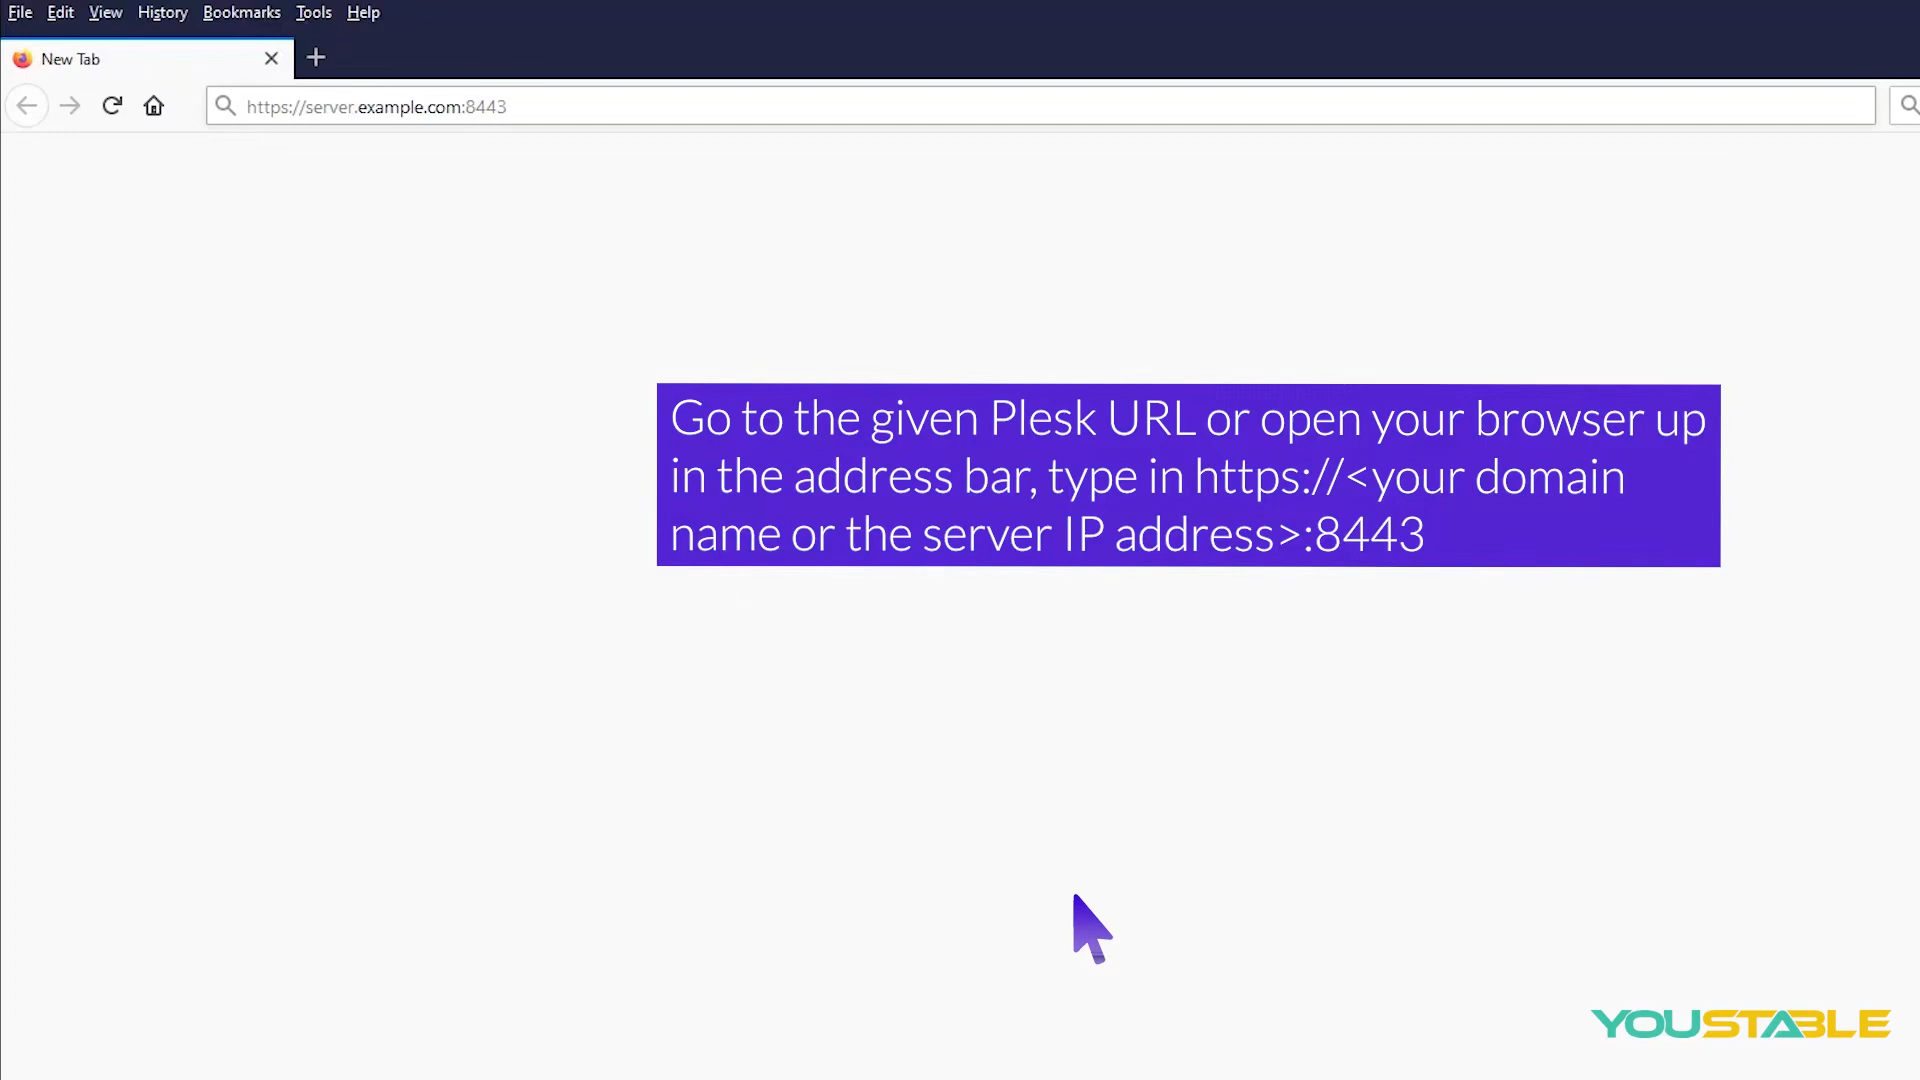 File Edit View History Bookmarks Tools Help
New Tab
https://server.example.com:8443
Go to the given Plesk URL or open your browser up
in the address bar, type in https://<your domain
name or the server IP address>:8443
YOUSTABLE